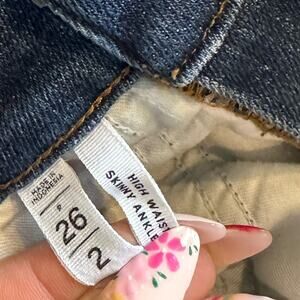 MADE IN
INDONESIA
P
26
2
HIGH WAIST
SKINNY ANKLE